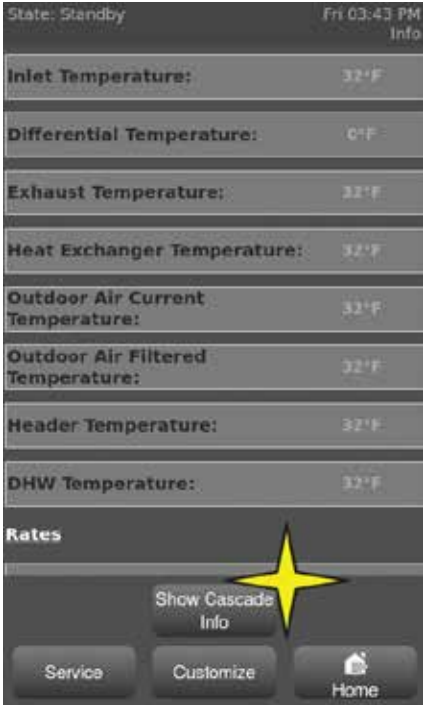 State: Standby Fri 03:43 PM
Info
Inlet Temperature: 32°F
Differential Temperature: 0°F
Exhaust Temperature: 32°F
Heat Exchanger Temperature: 32°F
Outdoor Air Current
Temperature: 32°F
Outdoor Air Filtered
Temperature: 32°F
Header Temperature: 32°F
DHW Temperature: 32°F
Rates
Show Cascade
Info
Service Customize Home